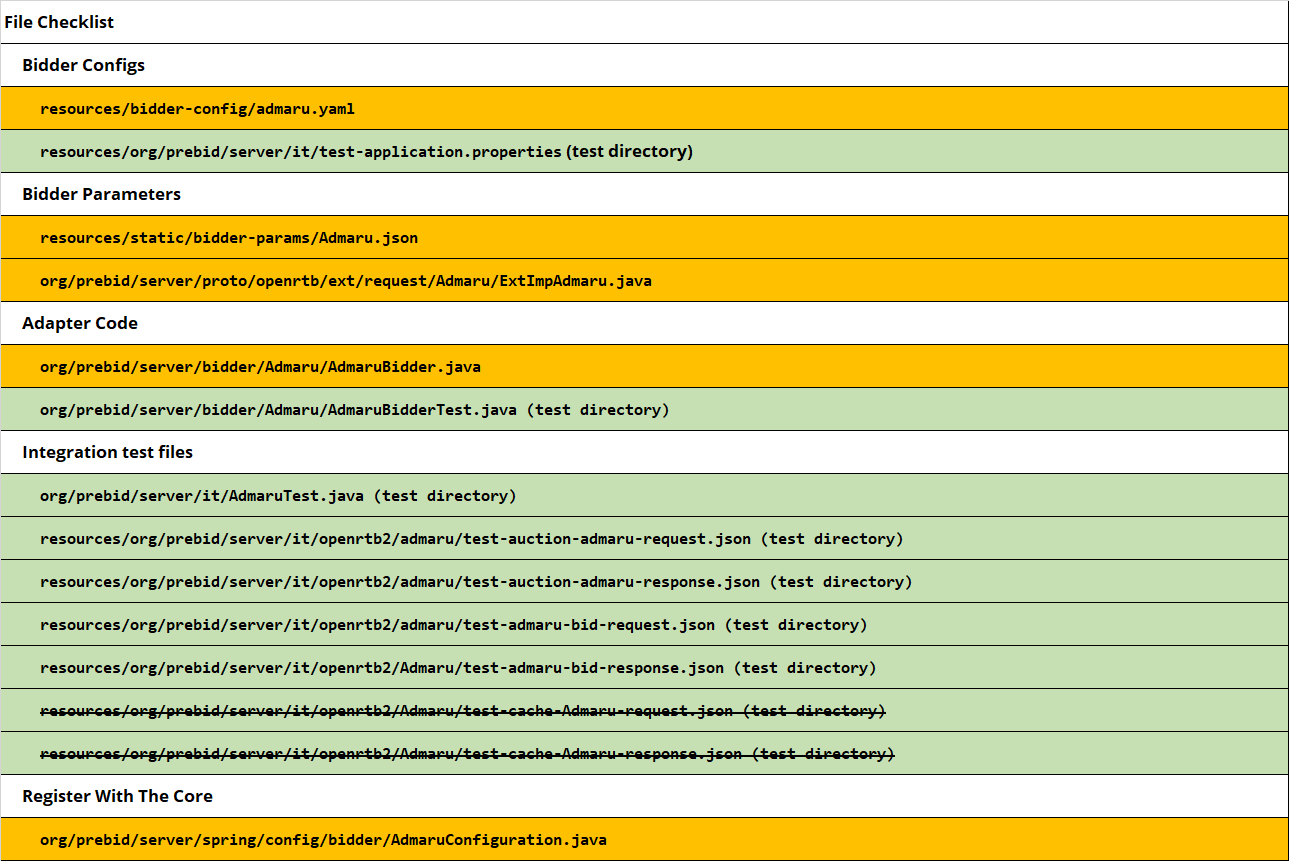 File Checklist
Bidder Configs
resources/bidder-config/admaru.yaml
resources/org/prebid/server/it/test-application.properties (test directory)
Bidder Parameters
resources/static/bidder-params/Admaru.json
org/prebid/server/proto/openrtb/ext/request/Admaru/ExtImpAdmaru.java
Adapter Code
org/prebid/server/bidder/Admaru/AdmaruBidder.java
org/prebid/server/bidder/Admaru/AdmaruBidderTest.java (test directory)
Integration test files
org/prebid/server/it/AdmaruTest.java (test directory)
resources/org/prebid/server/it/openrtb2/admaru/test-auction-admaru-request.json (test directory)
resources/org/prebid/server/it/openrtb2/admaru/test-auction-admaru-response.json (test directory)
resources/org/prebid/server/it/openrtb2/admaru/test-admaru-bid-request.json (test directory)
resources/org/prebid/server/it/openrtb2/Admaru/test-admaru-bid-response.json (test directory)
resources/org/prebid/server/it/openrtb2/Admaru/test-cache-Admaru-request.json (test directory)
resources/org/prebid/server/it/openrtb2/Admaru/test-cache-Admaru-response.json (test directory)
Register With The Core
org/prebid/server/spring/config/bidder/AdmaruConfiguration.java